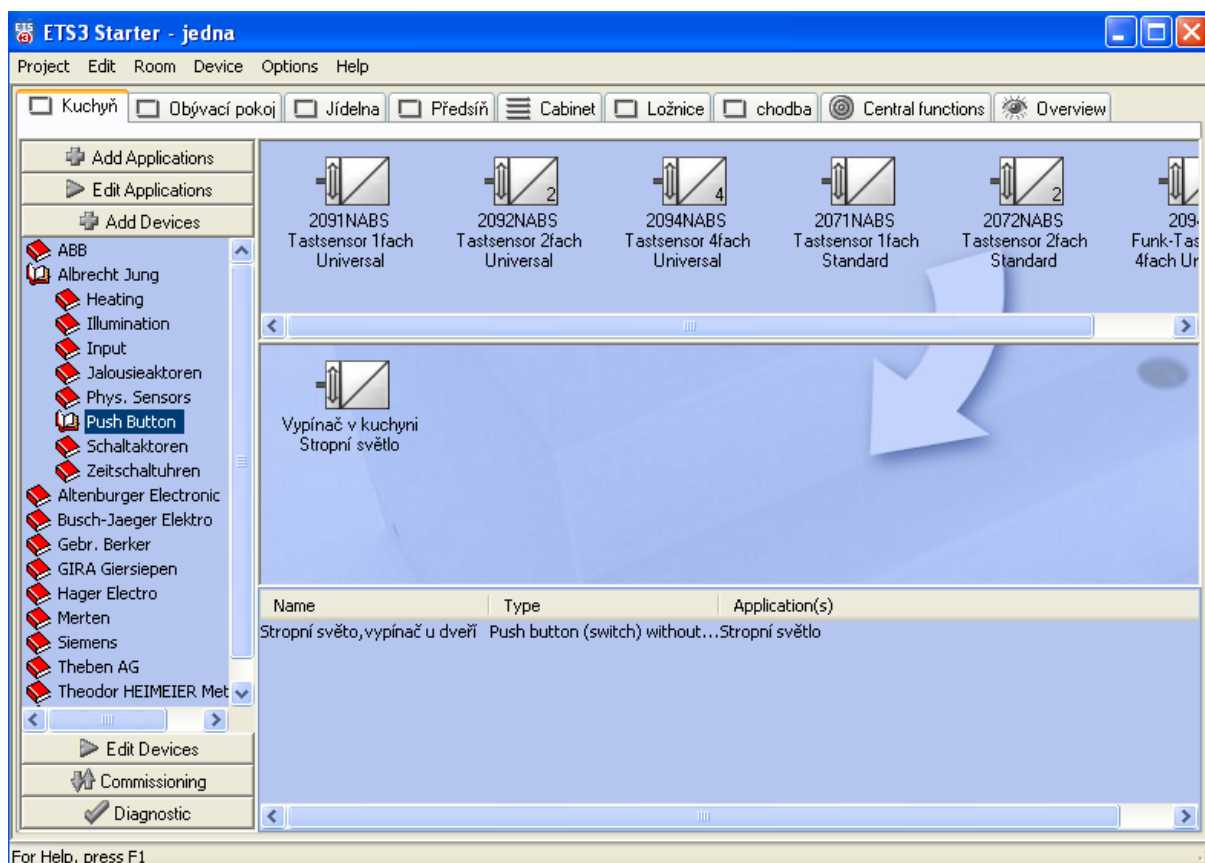 ETS3 Starter - jedna
Project Edit Room Device Options Help
Kuchyň Obývací pokoj Jídelna Předsíň Cabinet Ložnice chodba Central functions Overview
Add Applications
Edit Applications
Add Devices
ABB
Albrecht Jung
Heating
Illumination
Input
Jalousieaktoren
Phys. Sensors
Push Button
Schaltaktoren
Zeitschaltuhren
Altenburger Electronic
Busch-Jaeger Elektro
Gebr. Berker
GIRA Giersiepen
Hager Electro
Merten
Siemens
Theben AG
Theodor HEIMEIER Met
Edit Devices
Commissioning
Diagnostic
2091NABS
Tastsensor 1fach
Universal
2
2092NABS
Tastsensor 2fach
Universal
4
2094NABS
Tastsensor 4fach
Universal
2071NABS
Tastsensor 1fach
Standard
2
2072NABS
Tastsensor 2fach
Standard
209
Funk-Tas
4fach Un
Vypínač v kuchyni
Stropní světlo
Name Type Application(s)
Stropní světo,vypínač u dveří Push button (switch) without... Stropní světlo
For Help, press F1